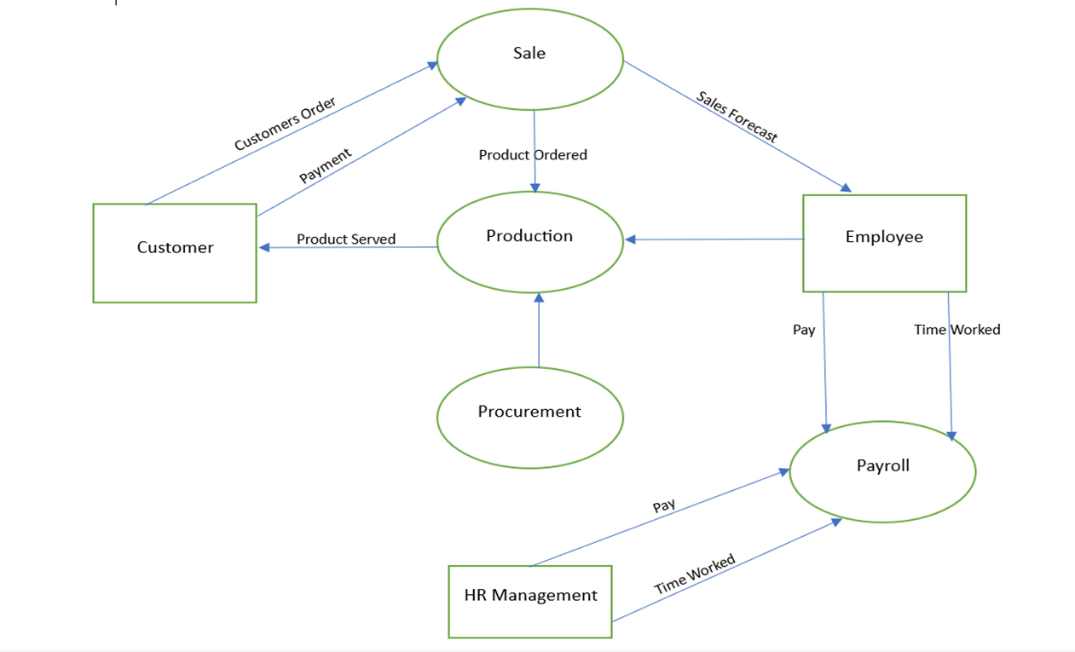 Sale
Customers Order
Sales Forecast
Payment
Product Ordered
Customer
Product Served
Production
Employee
Pay
Time Worked
Procurement
Payroll
Pay
Time Worked
HR Management